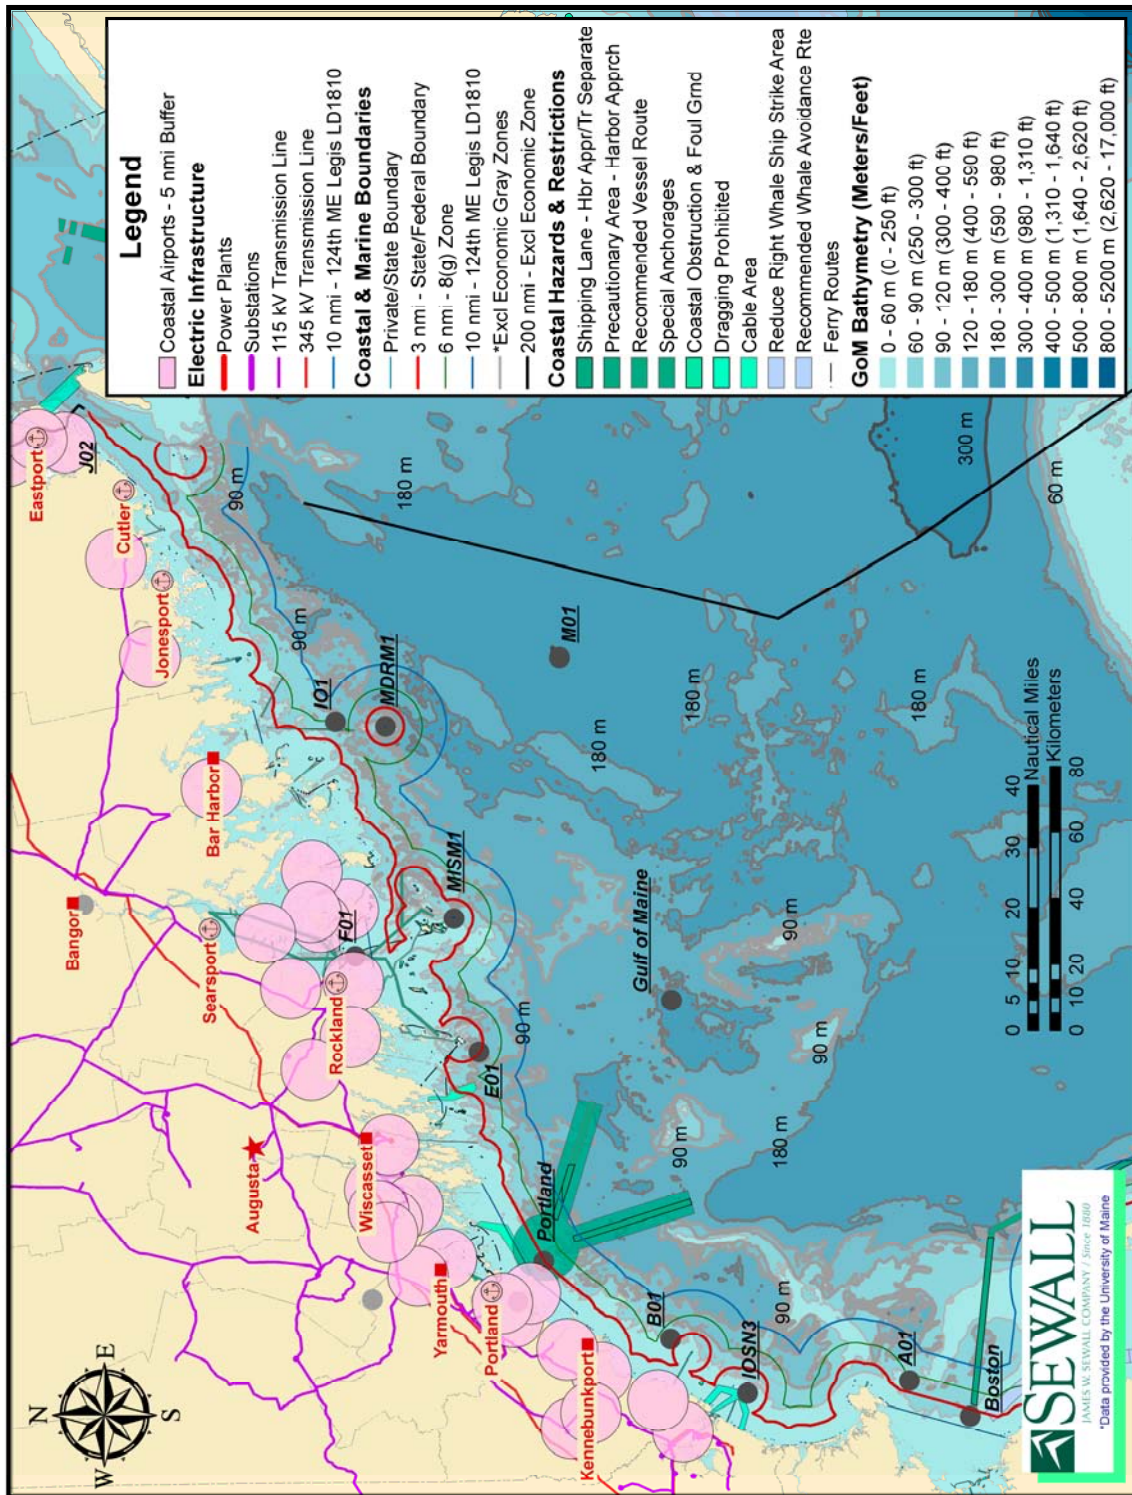 Legend
Coastal Airports - 5 nmi Buffer
Electric Infrastructure
Power Plants
Substations
115 kV Transmission Line
345 kV Transmission Line
10 nmi - 124th ME Legis LD1810
Coastal & Marine Boundaries
Private/State Boundary
3 nmi - State/Federal Boundary
6 nmi - 8(g) Zone
10 nmi - 124th ME Legis LD1810
*Excl Economic Gray Zones
200 nmi - Excl Economic Zone
Coastal Hazards & Restrictions
Shipping Lane - Hbr Appr/Tr Separate
Precautionary Area - Harbor Apprch
Recommended Vessel Route
Special Anchorages
Coastal Obstruction & Foul Grnd
Dragging Prohibited
Cable Area
Reduce Right Whale Ship Strike Area
Recommended Whale Avoidance Rte
Ferry Routes
GoM Bathymetry (Meters/Feet)
0 - 60 m (0 - 250 ft)
60 - 90 m (250 - 300 ft)
90 - 120 m (300 - 400 ft)
120 - 180 m (400 - 590 ft)
180 - 300 m (590 - 980 ft)
300 - 400 m (980 - 1,310 ft)
400 - 500 m (1,310 - 1,640 ft)
500 - 800 m (1,640 - 2,620 ft)
800 - 5200 m (2,620 - 17,000 ft)
N
W
E
S
Eastport
J02
Cutler
Jonesport
Bar Harbor
Bangor
Searsport
Rockland
F01
Augusta
Wiscasset
Yarmouth
Portland
Kennebunkport
IO1
MDRM1
M01
MISM1
E01
Gulf of Maine
Portland
B01
IOSN3
A01
Boston
90 m
180 m
90 m
300 m
60 m
180 m
180 m
180 m
90 m
90 m
90 m
90 m
180 m
90 m
0 5 10 20 30 40
Nautical Miles
Kilometers
0 10 20 40 60 80
SEWALL
JAMES W. SEWALL COMPANY / Since 1880
*Data provided by the University of Maine